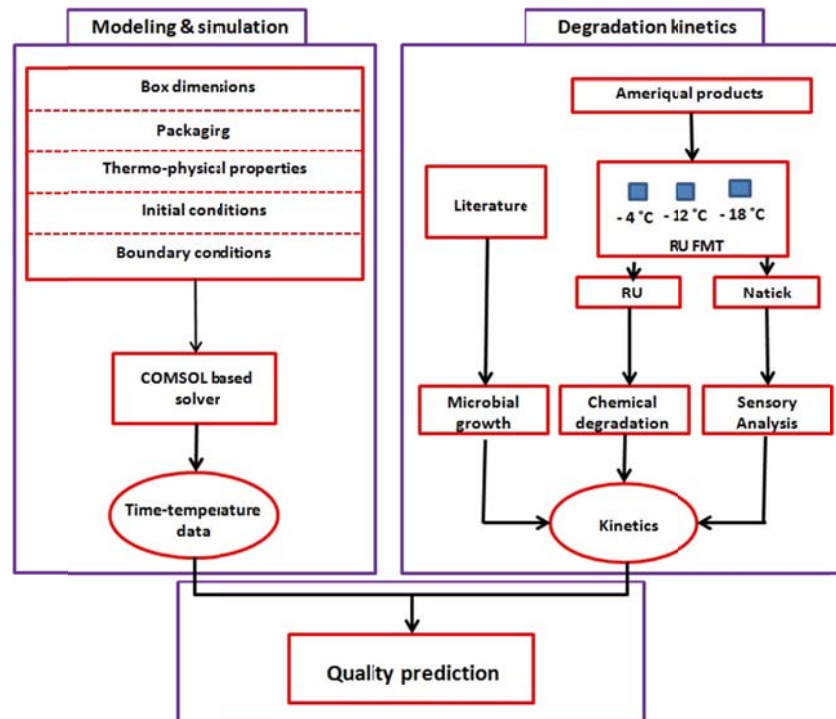 Modeling & simulation
Box dimensions
Packaging
Thermo-physical properties
Initial conditions
Boundary conditions
COMSOL based
solver
Time-temperature
data
Degradation kinetics
Ameriqual products
Literature
- 4 °C
- 12 °C
- 18 °C
RU FMT
RU
Natick
Microbial
growth
Chemical
degradation
Sensory
Analysis
Kinetics
Quality prediction